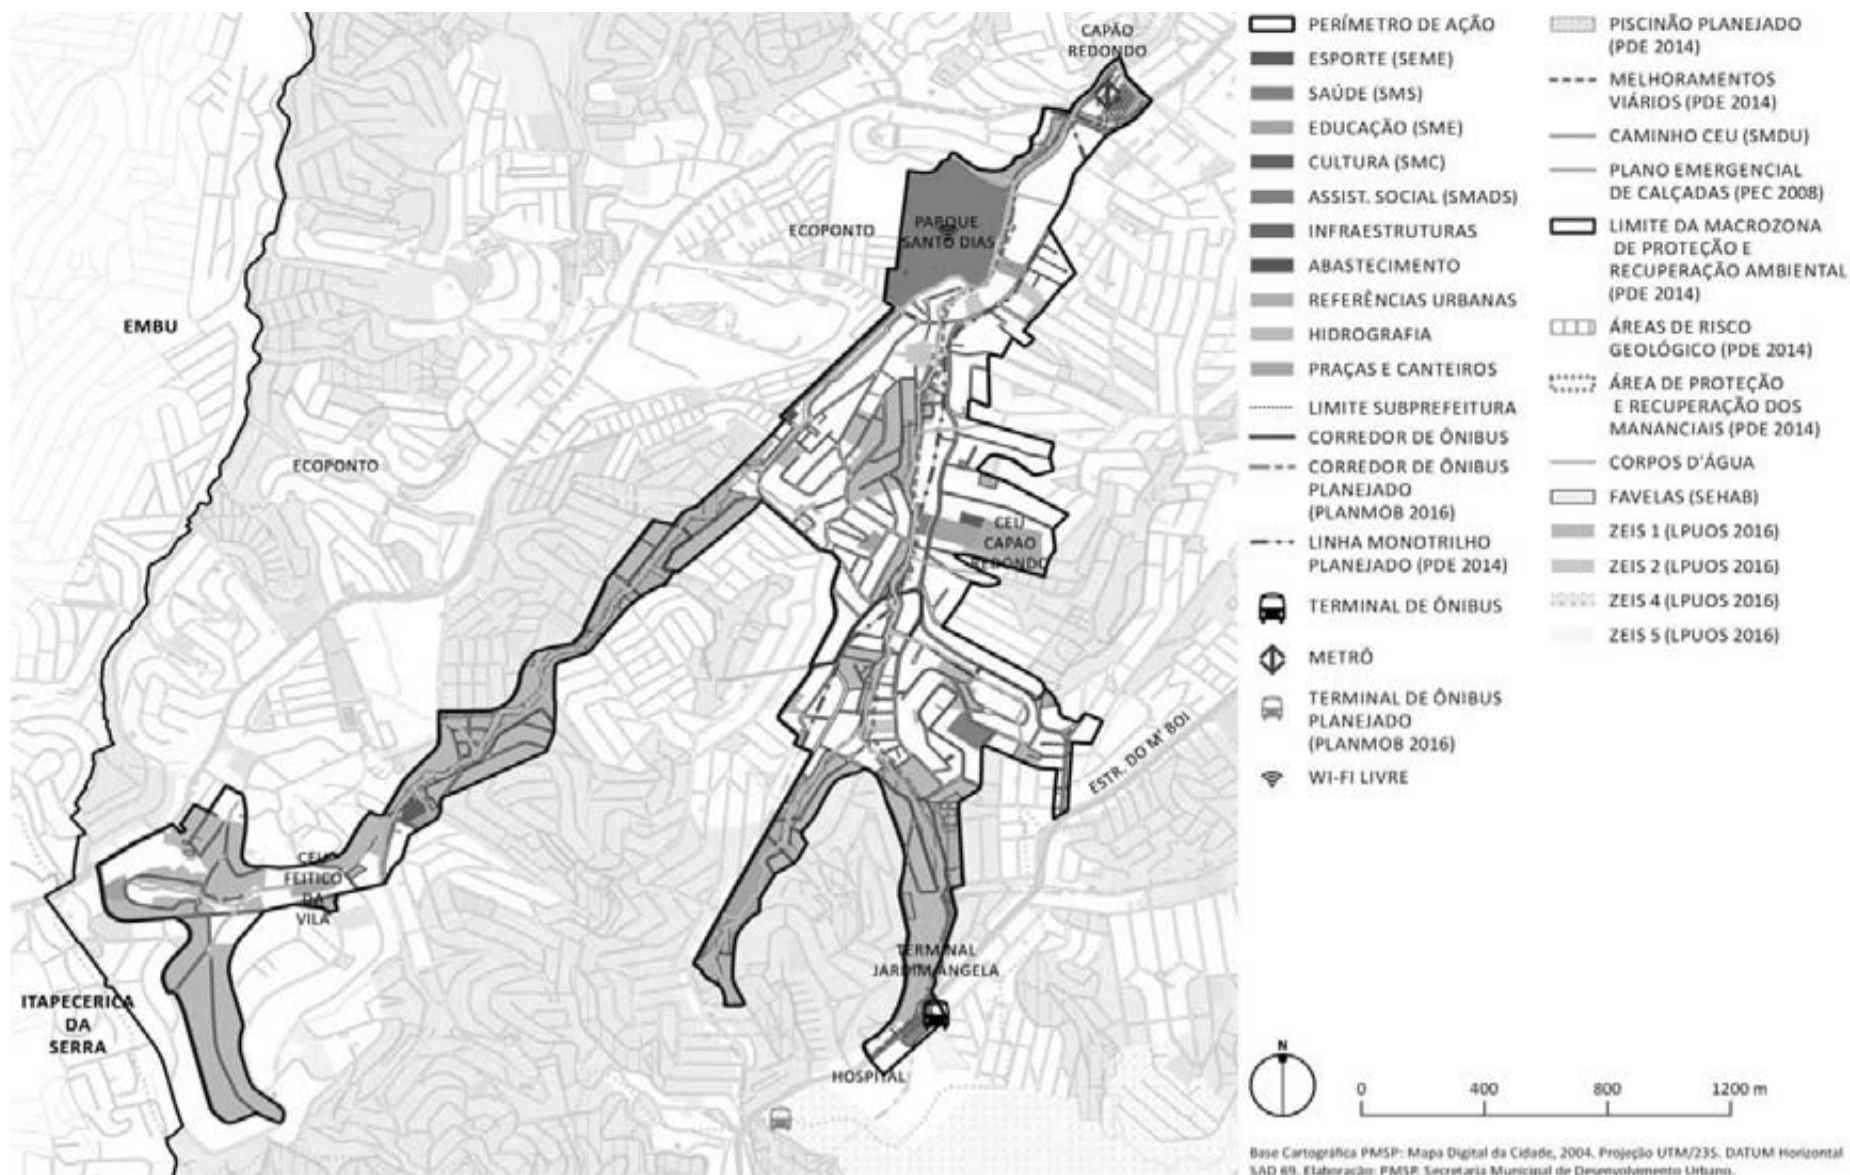 CAPÃO
REDONDO
ECOPONTO
PARQUE
SANTO DIAS
EMBU
ECOPONTO
CEU
CAPÃO
REDONDO
ESTR. DO M' BOI
CEU
FEITICO
DA
VILA
TERMINAL
JARDIM ANGELA
ITAPECERICA
DA
SERRA
HOSPITAL
PERÍMETRO DE AÇÃO
ESPORTE (SEME)
SAÚDE (SMS)
EDUCAÇÃO (SME)
CULTURA (SMC)
ASSIST. SOCIAL (SMADS)
INFRAESTRUTURAS
ABASTECIMENTO
REFERÊNCIAS URBANAS
HIDROGRAFIA
PRAÇAS E CANTEIROS
LIMITE SUBPREFEITURA
CORREDOR DE ÔNIBUS
CORREDOR DE ÔNIBUS
PLANEJADO
(PLANMOB 2016)
LINHA MONOTRILHO
PLANEJADO (PDE 2014)
TERMINAL DE ÔNIBUS
METRÔ
TERMINAL DE ÔNIBUS
PLANEJADO
(PLANMOB 2016)
WI-FI LIVRE
PISCINÃO PLANEJADO
(PDE 2014)
MELHORAMENTOS
VIÁRIOS (PDE 2014)
CAMINHO CEU (SMDU)
PLANO EMERGENCIAL
DE CALÇADAS (PEC 2008)
LIMITE DA MACROZONA
DE PROTEÇÃO E
RECUPERAÇÃO AMBIENTAL
(PDE 2014)
ÁREAS DE RISCO
GEOLÓGICO (PDE 2014)
ÁREA DE PROTEÇÃO
E RECUPERAÇÃO DOS
MANANCIAIS (PDE 2014)
CORPOS D'ÁGUA
FAVELAS (SEHAB)
ZEIS 1 (LPUOS 2016)
ZEIS 2 (LPUOS 2016)
ZEIS 4 (LPUOS 2016)
ZEIS 5 (LPUOS 2016)
N
0 400 800 1200 m
Base Cartográfica PMSP: Mapa Digital da Cidade, 2004. Projeção UTM/23S. DATUM Horizontal
SAD 69. Elaboração: PMSP. Secretaria Municipal de Desenvolvimento Urbano.